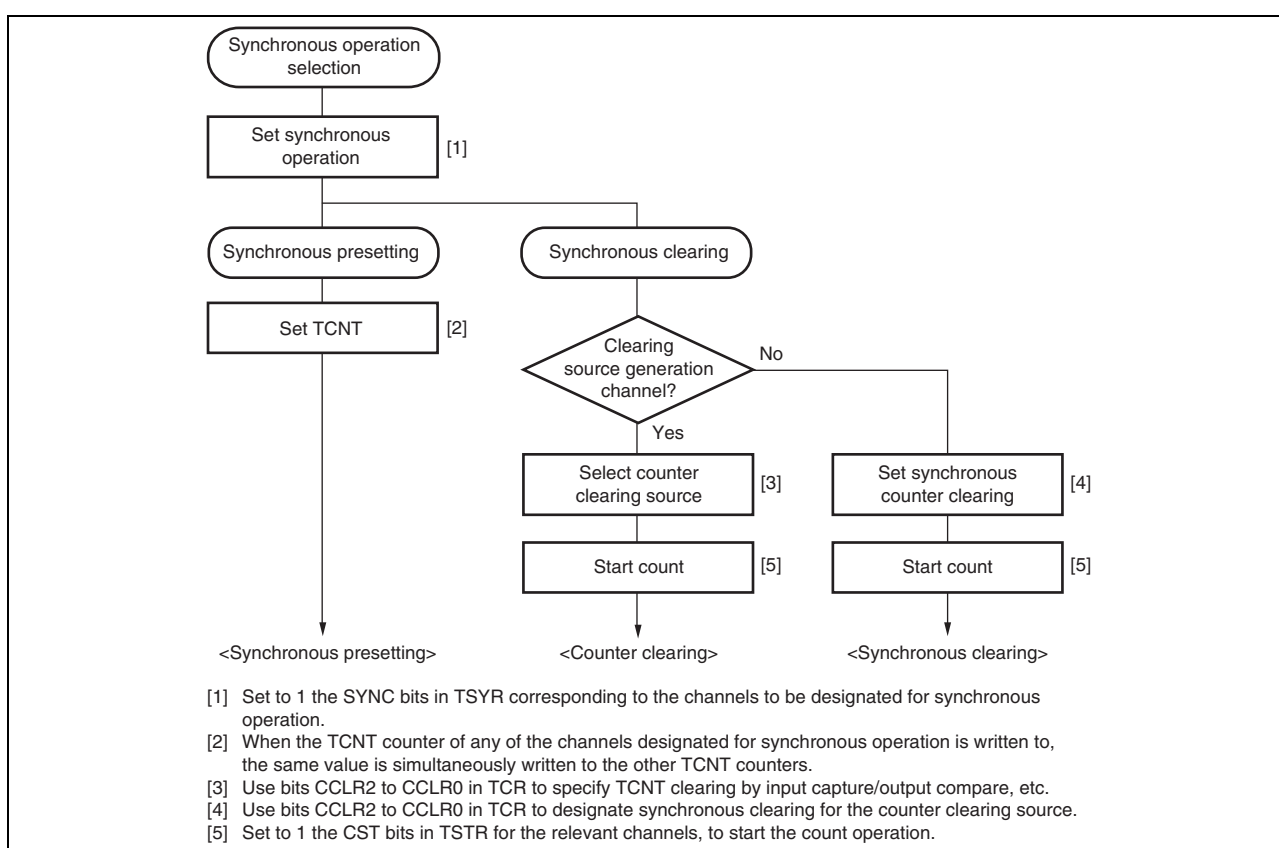 Synchronous operation
selection
Set synchronous
operation
[1]
Synchronous presetting
Synchronous clearing
Set TCNT
[2]
Clearing
source generation
channel?
No
Yes
Select counter
clearing source
[3]
Set synchronous
counter clearing
[4]
Start count
[5]
Start count
[5]
<Synchronous presetting>
<Counter clearing>
<Synchronous clearing>
[1] Set to 1 the SYNC bits in TSYR corresponding to the channels to be designated for synchronous
operation.
[2] When the TCNT counter of any of the channels designated for synchronous operation is written to,
the same value is simultaneously written to the other TCNT counters.
[3] Use bits CCLR2 to CCLR0 in TCR to specify TCNT clearing by input capture/output compare, etc.
[4] Use bits CCLR2 to CCLR0 in TCR to designate synchronous clearing for the counter clearing source.
[5] Set to 1 the CST bits in TSTR for the relevant channels, to start the count operation.